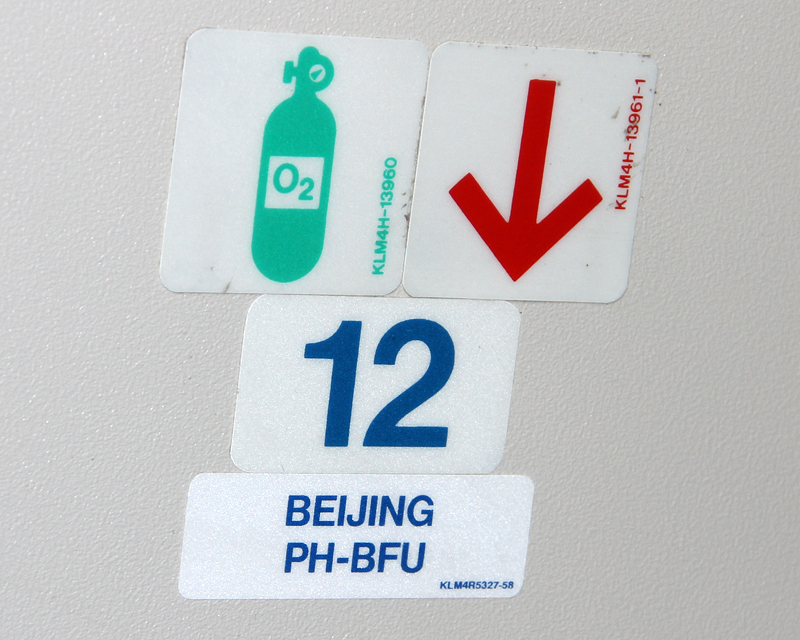 O2
KLM4H-13960
KLM4H-13961-1
12
BEIJING
PH-BFU
KLM4R5327-58